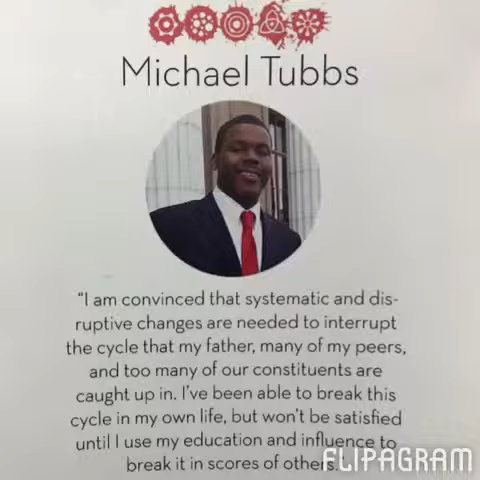 Michael Tubbs
"I am convinced that systematic and dis-
ruptive changes are needed to interrupt
the cycle that my father, many of my peers,
and too many of our constituents are
caught up in. I've been able to break this
cycle in my own life, but won't be satisfied
until I use my education and influence to
break it in scores of others."
FLIPAGRAM